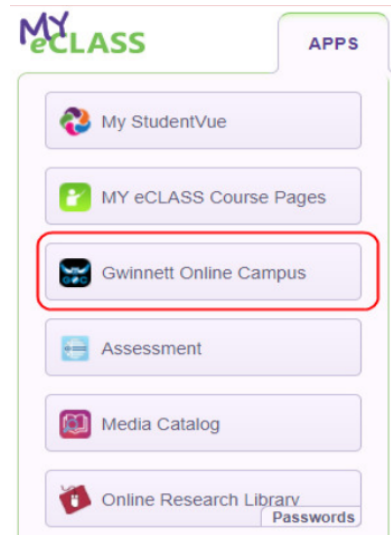 MY
eCLASS
APPS
My StudentVue
MY eCLASS Course Pages
Gwinnett Online Campus
GOC
Assessment
Media Catalog
Online Research Library
Passwords